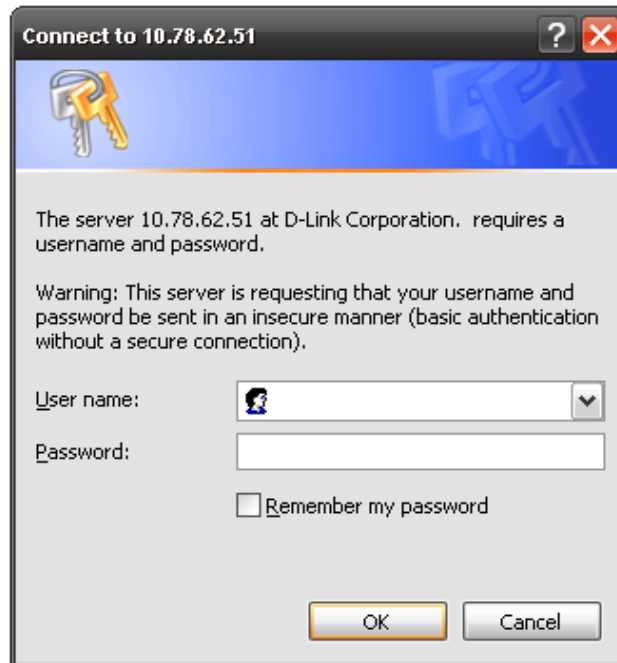 Connect to 10.78.62.51
The server 10.78.62.51 at D-Link Corporation.  requires a
username and password.
Warning: This server is requesting that your username and
password be sent in an insecure manner (basic authentication
without a secure connection).
User name:
Password:
Remember my password
OK Cancel